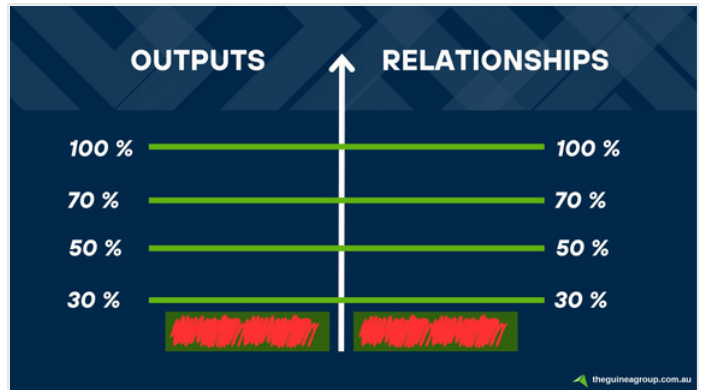 OUTPUTS RELATIONSHIPS
100 % 100 %
70 % 70 %
50 % 50 %
30 % 30 %
theguineagroup.com.au